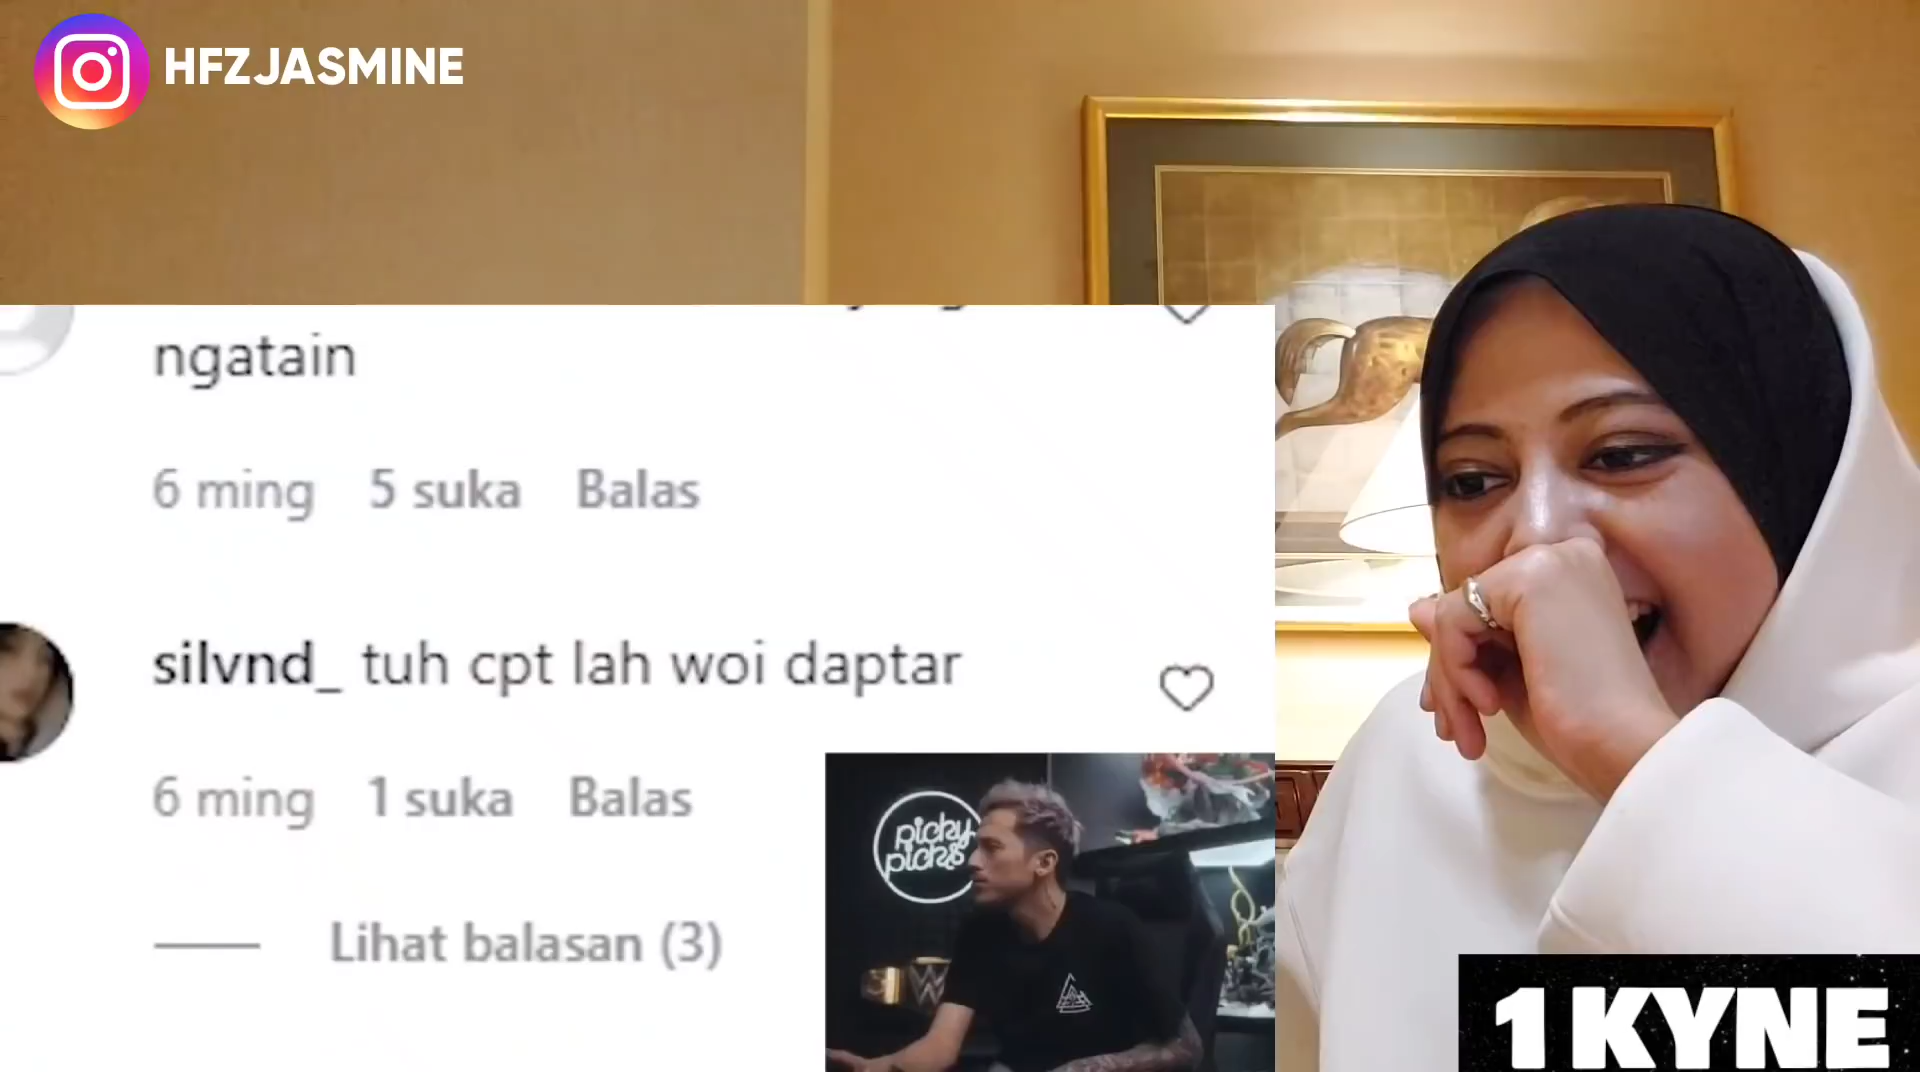 HFZJASMINE
ngatain
6 ming 5 suka Balas
silvnd_ tuh cpt lah woi daptar
6 ming 1 suka Balas
Lihat balasan (3)
picky
picks
1 KYNE